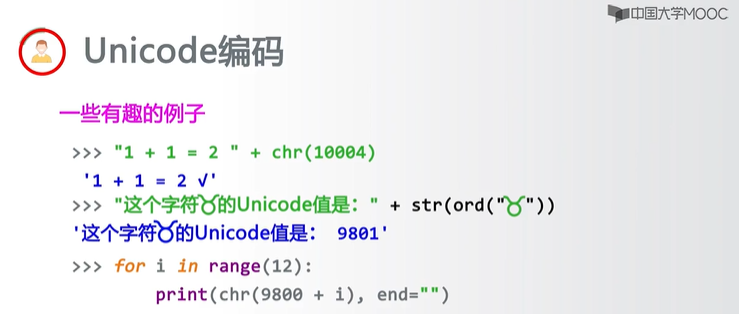 中国大学MOOC
Unicode编码
一些有趣的例子
>>> "1 + 1 = 2 " + chr(10004)
'1 + 1 = 2 √'
>>> "这个字符♉的Unicode值是：" + str(ord("♉"))
'这个字符♉的Unicode值是： 9801'
>>> for i in range(12):
print(chr(9800 + i), end="")